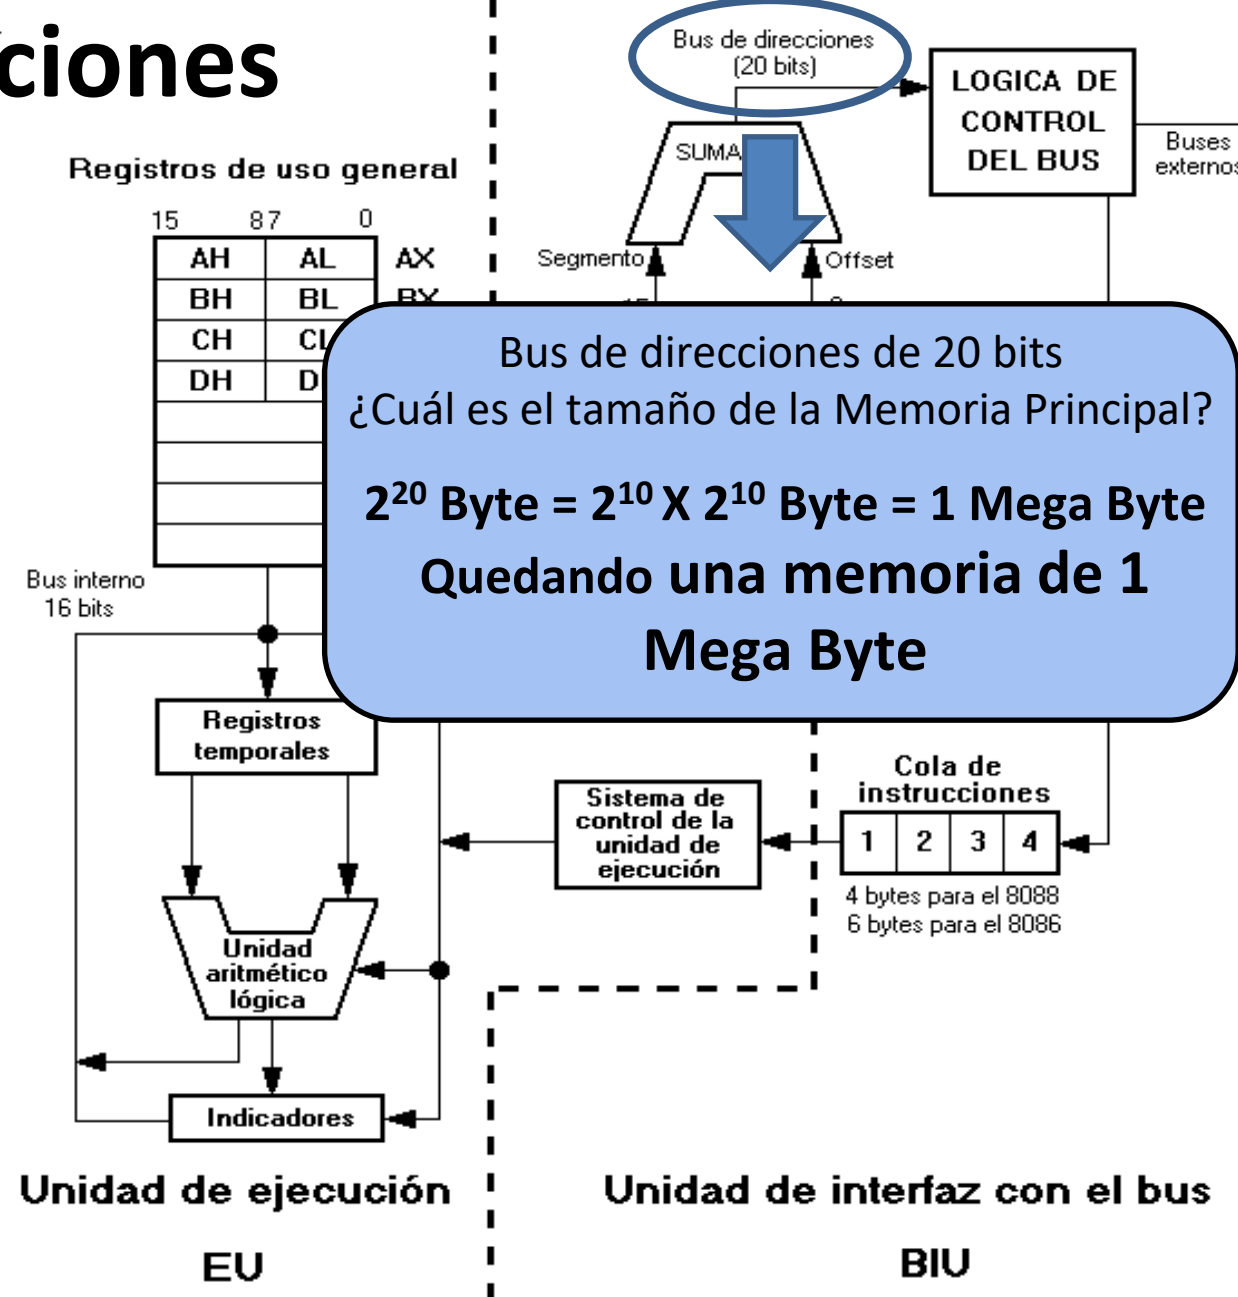 ciones
Bus de direcciones
(20 bits)
LOGICA DE
CONTROL
DEL BUS
Buses
externos
SUMA
Registros de uso general
15 8 7 0
AH AL AX
BH BL BX
CH
DH
Segmento
Offset
Bus de direcciones de 20 bits
¿Cuál es el tamaño de la Memoria Principal?
2²⁰ Byte = 2¹⁰ X 2¹⁰ Byte = 1 Mega Byte
Quedando una memoria de 1
Mega Byte
Bus interno
16 bits
Registros
temporales
Sistema de
control de la
unidad de
ejecución
Cola de
instrucciones
1 2 3 4
4 bytes para el 8088
6 bytes para el 8086
Unidad
aritmético
lógica
Indicadores
Unidad de ejecución
EU
Unidad de interfaz con el bus
BIU